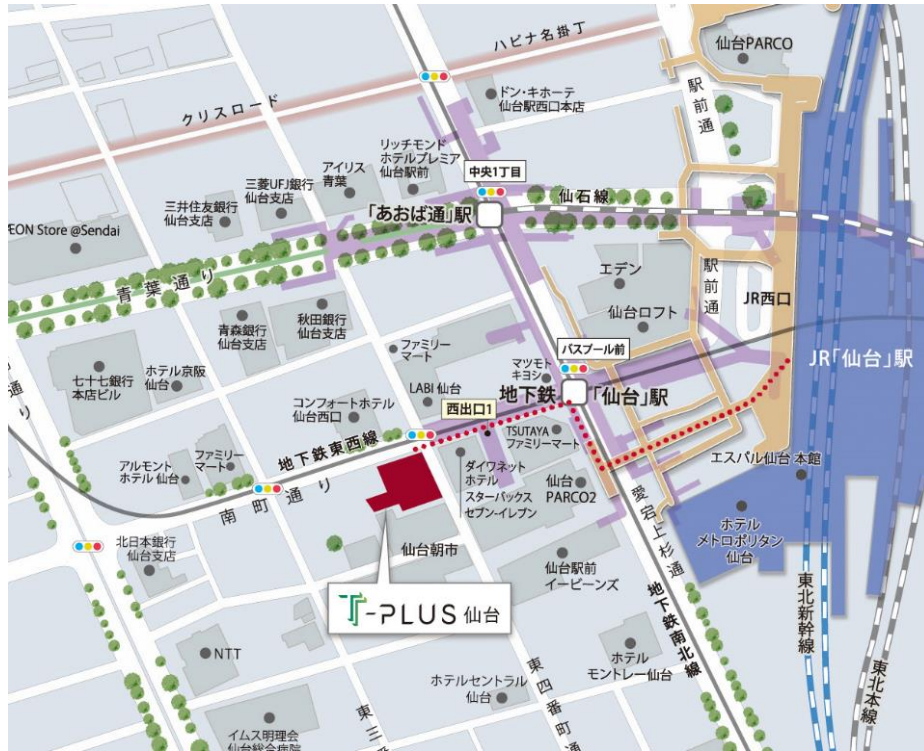 ハピナ名掛丁
仙台PARCO
ドン・キホーテ
仙台駅西口本店
駅前通
クリスロード
リッチモンド
ホテルプレミア
仙台駅前
中央1丁目
アイリス
青葉
三菱UFJ銀行
仙台支店
三井住友銀行
仙台支店
「あおば通」駅
仙石線
ÆON Store @Sendai
エデン
駅前通
青葉通り
JR西口
秋田銀行
仙台支店
仙台ロフト
青森銀行
仙台支店
ファミリー
マート
バスプール前
JR「仙台」駅
マツモト
キヨシ
七十七銀行
本店ビル
ホテル京阪
仙台
LABI 仙台
地下鉄「仙台」駅
コンフォートホテル
仙台西口
西出口1
TSUTAYA
ファミリーマート
地下鉄東西線
ファミリー
マート
アルモント
ホテル 仙台
ダイワネット
ホテル
スターバックス
セブン-イレブン
仙台
PARCO2
エスパル仙台 本館
南町通り
愛宕上杉通
ホテル
メトロポリタン
仙台
北日本銀行
仙台支店
仙台朝市
仙台駅前
イービーンズ
T-PLUS 仙台
地下鉄南北線
東北新幹線
東北本線
NTT
ホテル
モントレー仙台
ホテルセントラル
仙台
東四番町通
東三番
イムス明理会
仙台総合病院